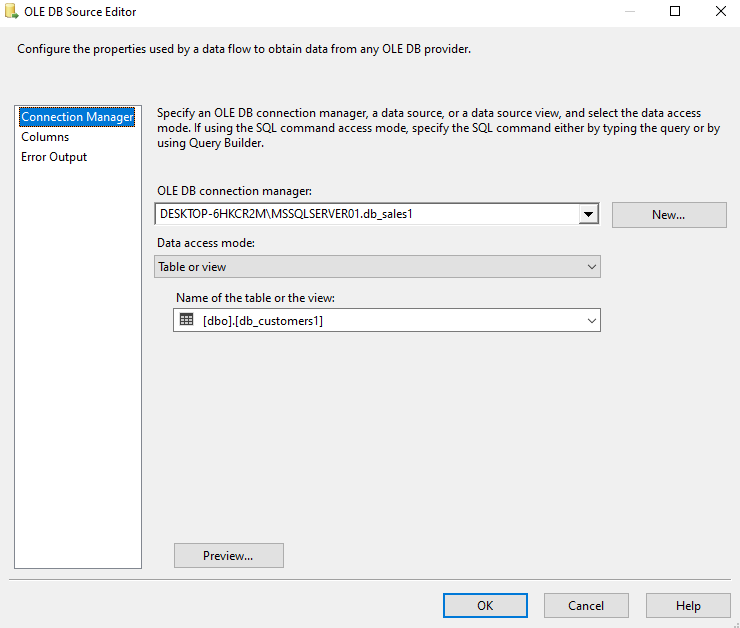 OLE DB Source Editor
Configure the properties used by a data flow to obtain data from any OLE DB provider.
Connection Manager
Columns
Error Output
Specify an OLE DB connection manager, a data source, or a data source view, and select the data access
mode. If using the SQL command access mode, specify the SQL command either by typing the query or by
using Query Builder.
OLE DB connection manager:
DESKTOP-6HKCR2M\MSSQLSERVER01.db_sales1
New...
Data access mode:
Table or view
Name of the table or the view:
[dbo].[db_customers1]
Preview...
OK
Cancel
Help